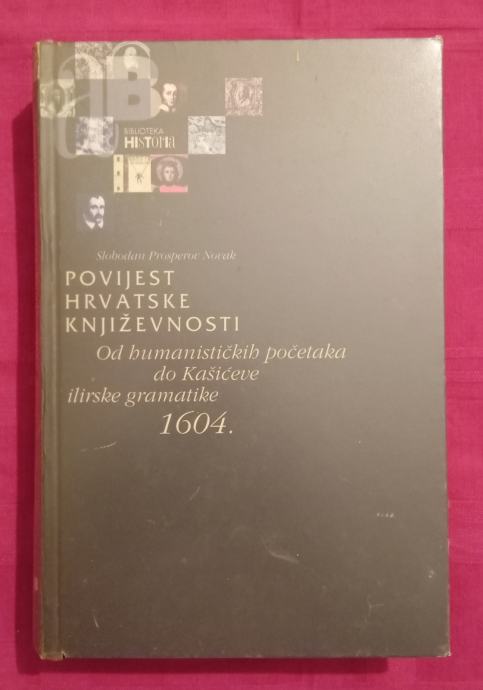 BIBLIOTEKA
HISTORIA
Slobodan Prosperov Novak
POVIJEST
HRVATSKE
KNJIŽEVNOSTI
Od humanističkih početaka
do Kašićeve
ilirske gramatike
1604.